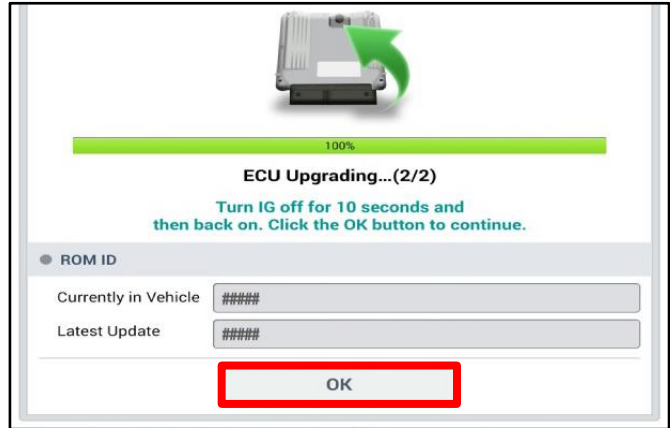 100%
ECU Upgrading...(2/2)
Turn IG off for 10 seconds and
then back on. Click the OK button to continue.
ROM ID
Currently in Vehicle #####
Latest Update #####
OK